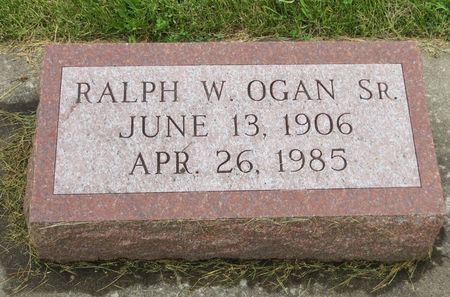 RALPH W. OGAN SR.
JUNE 13, 1906
APR. 26, 1985